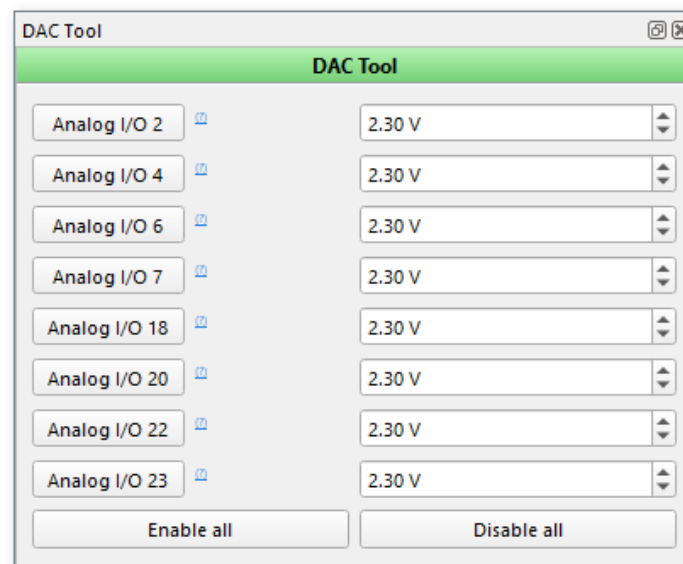 DAC Tool
DAC Tool
Analog I/O 2 (?) 2.30 V
Analog I/O 4 (?) 2.30 V
Analog I/O 6 (?) 2.30 V
Analog I/O 7 (?) 2.30 V
Analog I/O 18 (?) 2.30 V
Analog I/O 20 (?) 2.30 V
Analog I/O 22 (?) 2.30 V
Analog I/O 23 (?) 2.30 V
Enable all Disable all